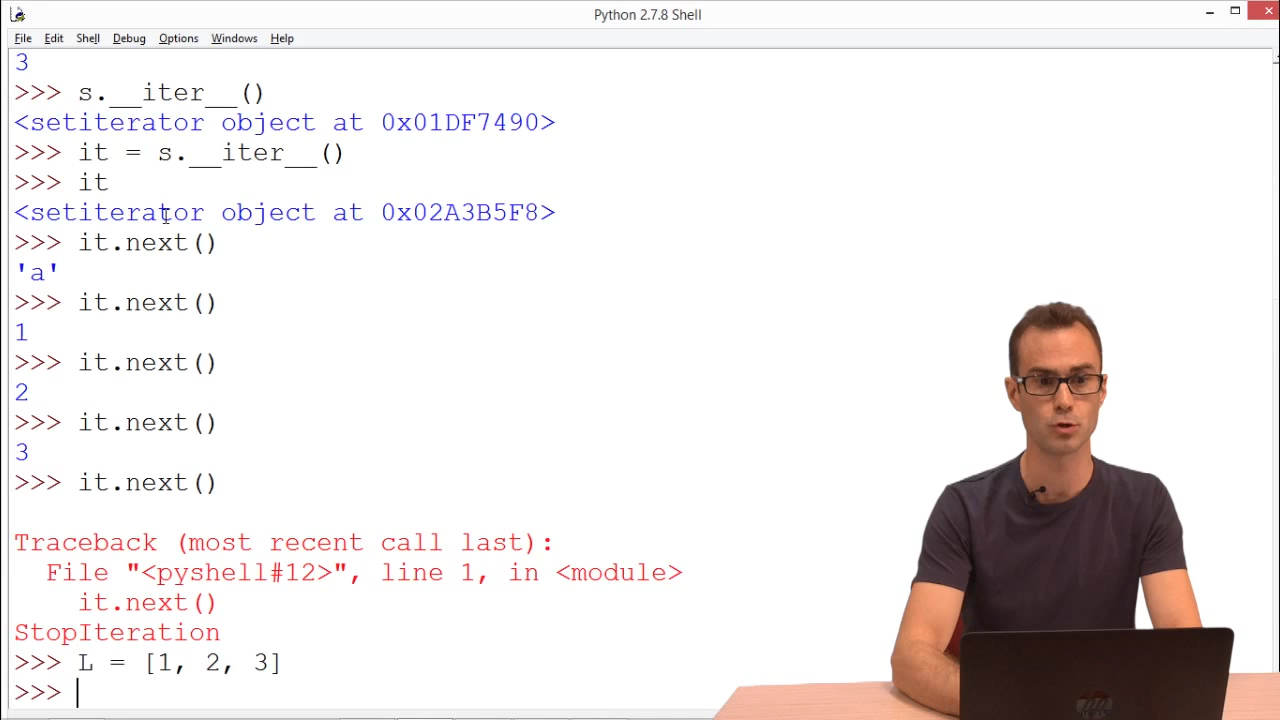 Python 2.7.8 Shell
File Edit Shell Debug Options Windows Help
3
>>> s.__iter__()
<setiterator object at 0x01DF7490>
>>> it = s.__iter__()
>>> it
<setiterator object at 0x02A3B5F8>
>>> it.next()
'a'
>>> it.next()
1
>>> it.next()
2
>>> it.next()
3
>>> it.next()
Traceback (most recent call last):
  File "<pyshell#12>", line 1, in <module>
    it.next()
StopIteration
>>> L = [1, 2, 3]
>>>